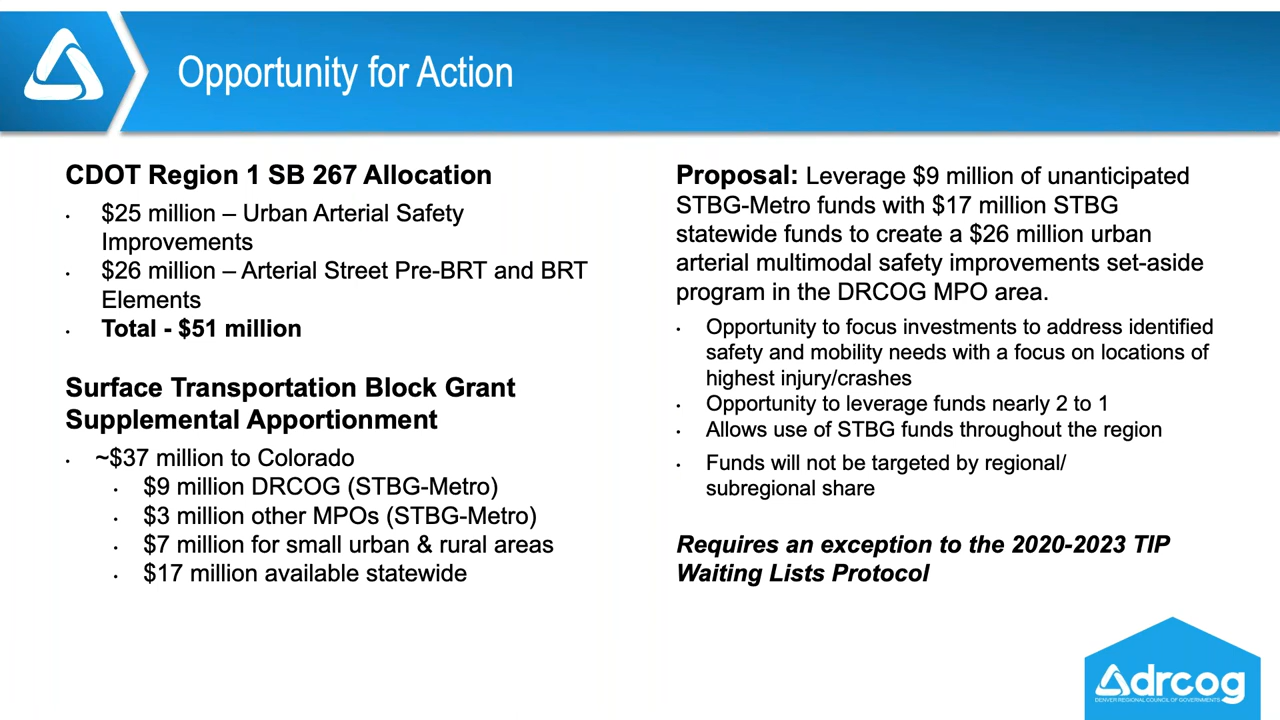 Opportunity for Action
CDOT Region 1 SB 267 Allocation
• $25 million – Urban Arterial Safety
Improvements
• $26 million – Arterial Street Pre-BRT and BRT
Elements
• Total - $51 million
Surface Transportation Block Grant
Supplemental Apportionment
• ~$37 million to Colorado
• $9 million DRCOG (STBG-Metro)
• $3 million other MPOs (STBG-Metro)
• $7 million for small urban & rural areas
• $17 million available statewide
Proposal: Leverage $9 million of unanticipated
STBG-Metro funds with $17 million STBG
statewide funds to create a $26 million urban
arterial multimodal safety improvements set-aside
program in the DRCOG MPO area.
• Opportunity to focus investments to address identified
safety and mobility needs with a focus on locations of
highest injury/crashes
• Opportunity to leverage funds nearly 2 to 1
• Allows use of STBG funds throughout the region
• Funds will not be targeted by regional/
subregional share
Requires an exception to the 2020-2023 TIP
Waiting Lists Protocol
drcog
DENVER REGIONAL COUNCIL OF GOVERNMENTS